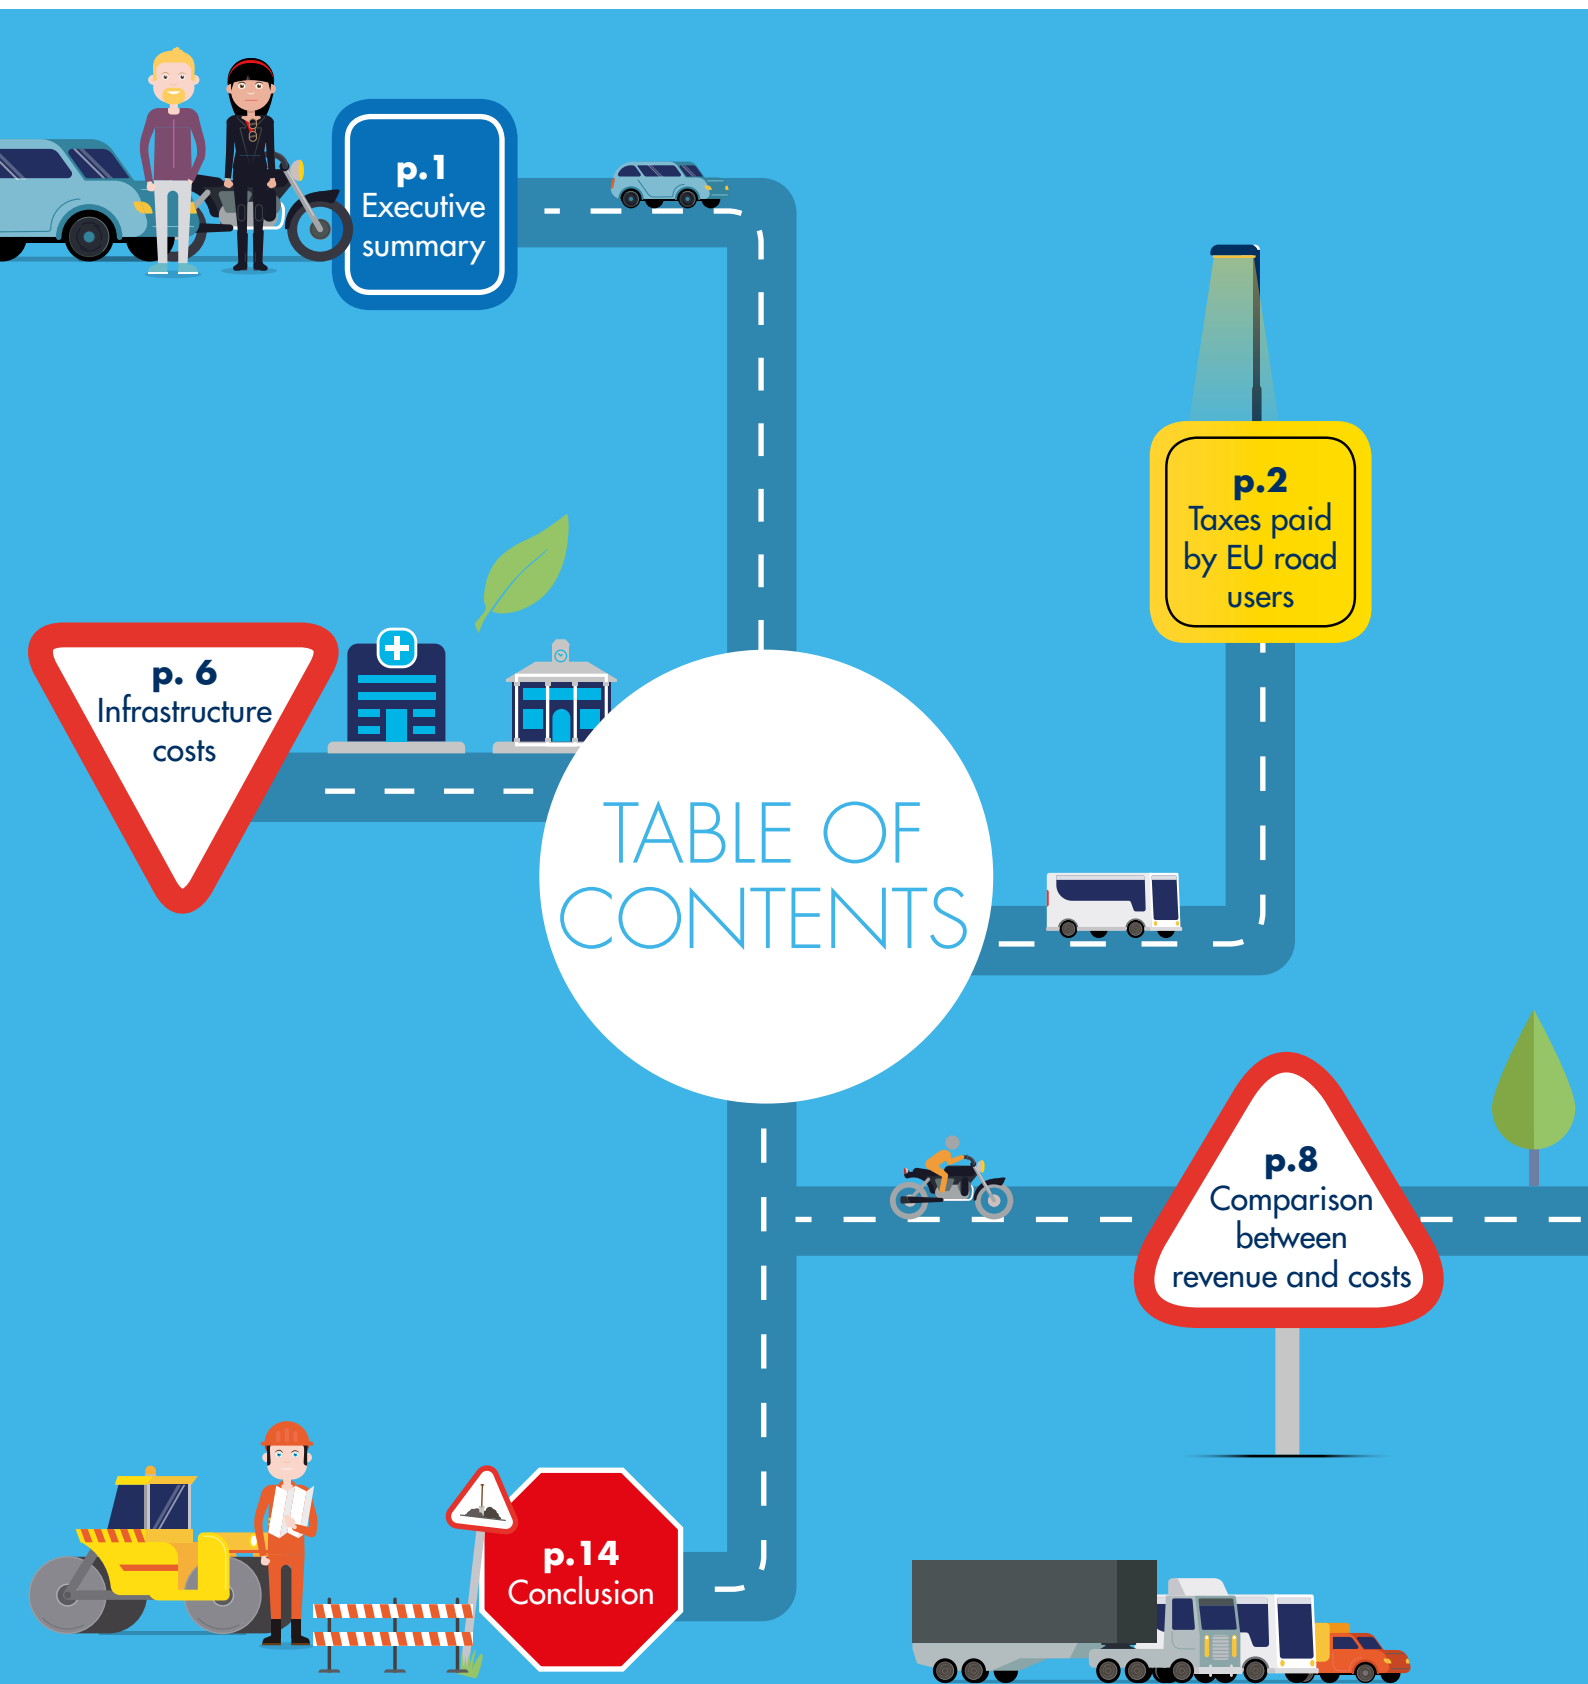 p.1
Executive
summary
p.2
Taxes paid
by EU road
users
p. 6
Infrastructure
costs
TABLE OF
CONTENTS
p.8
Comparison
between
revenue and costs
p.14
Conclusion